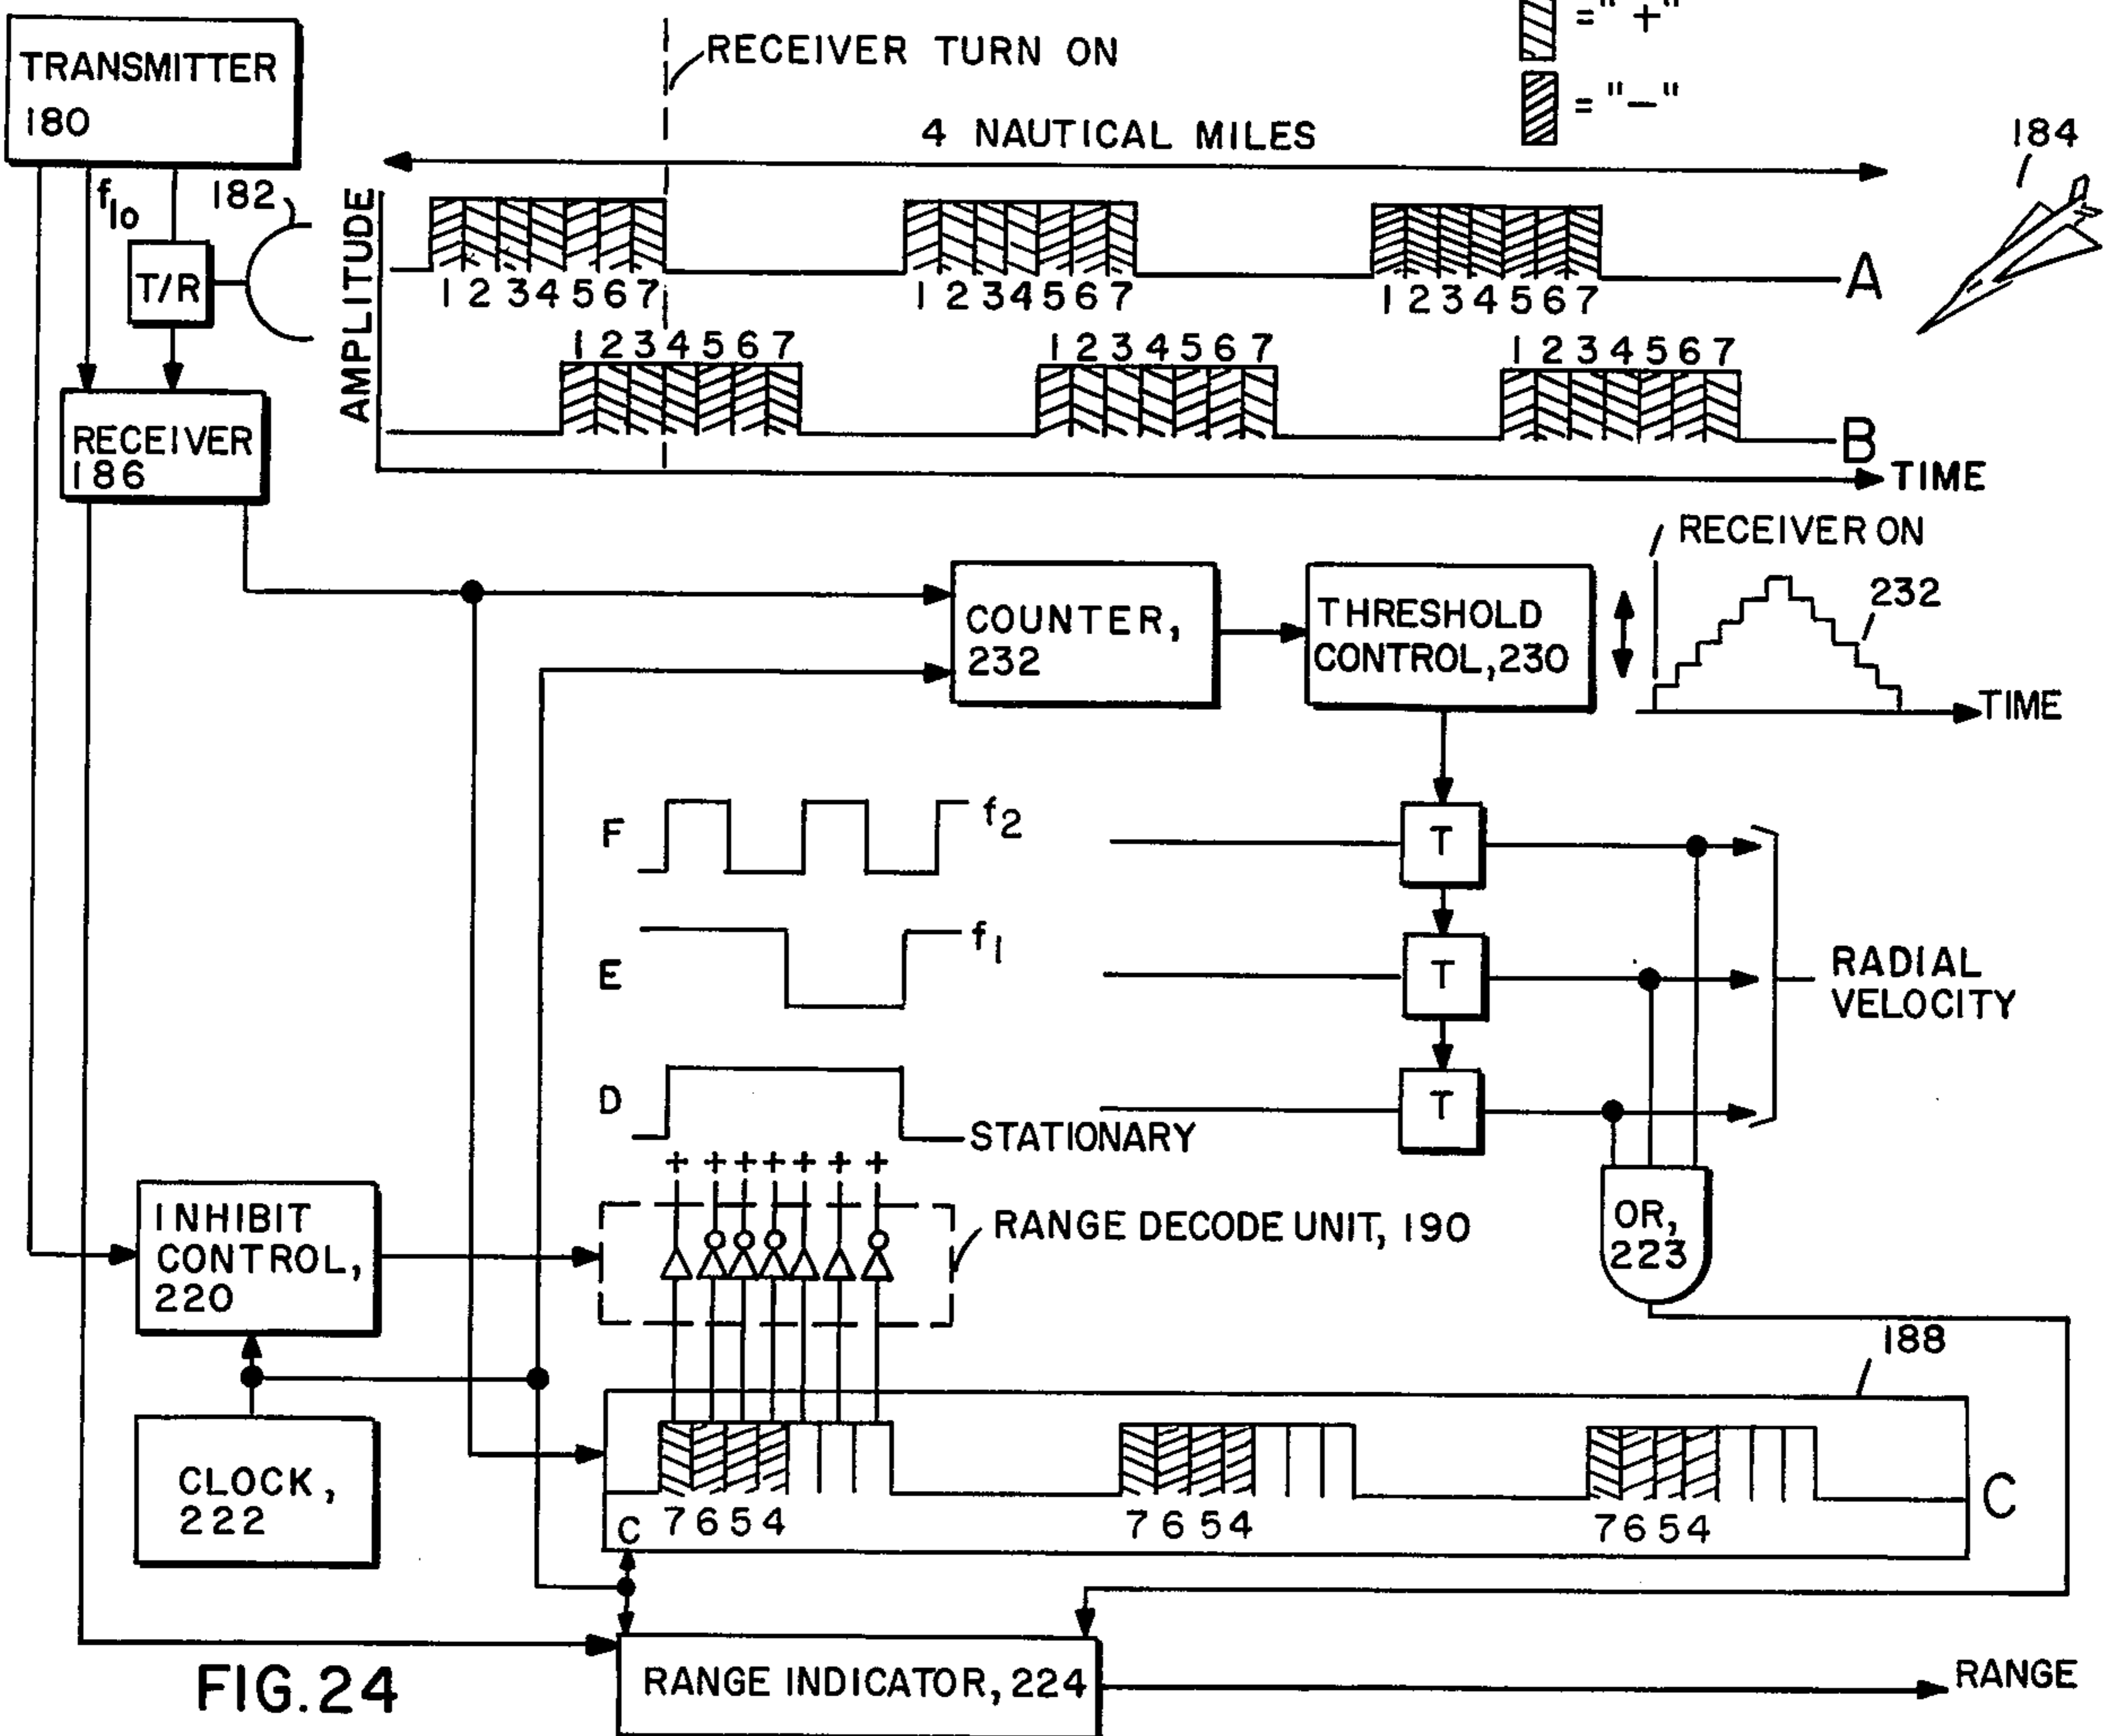 ="+"
="—"
TRANSMITTER
180
RECEIVER TURN ON
4 NAUTICAL MILES
184
flo
182
T/R
AMPLITUDE
1 2 3 4 5 6 7
1 2 3 4 5 6 7
1 2 3 4 5 6 7
A
1 2 3 4 5 6 7
1 2 3 4 5 6 7
1 2 3 4 5 6 7
B
TIME
RECEIVER
186
RECEIVER ON
232
TIME
COUNTER,
232
THRESHOLD
CONTROL,230
F
f2
T
E
f1
T
RADIAL
VELOCITY
D
STATIONARY
T
+ + + + + + +
INHIBIT
CONTROL,
220
RANGE DECODE UNIT, 190
OR,
223
188
CLOCK,
222
C
7 6 5 4
7 6 5 4
7 6 5 4
C
RANGE INDICATOR, 224
RANGE
FIG.24